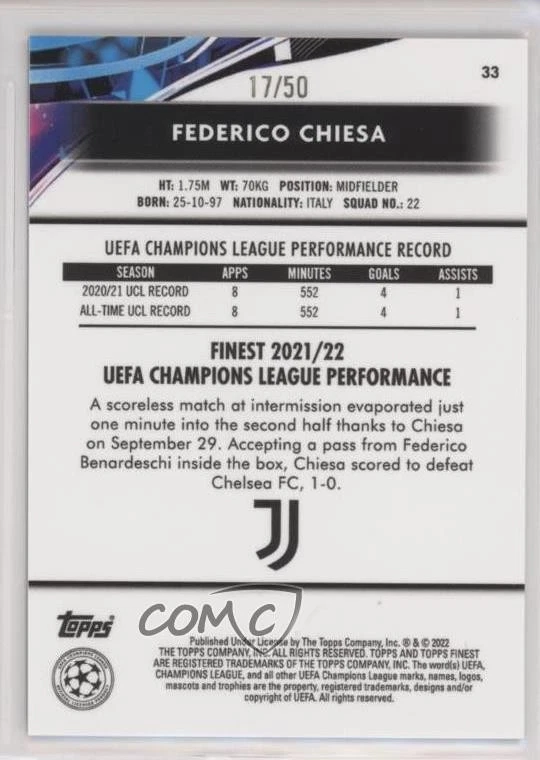 33
17/50
FEDERICO CHIESA
HT: 1.75M WT: 70KG POSITION: MIDFIELDER
BORN: 25-10-97 NATIONALITY: ITALY SQUAD NO.: 22
UEFA CHAMPIONS LEAGUE PERFORMANCE RECORD
SEASON APPS MINUTES GOALS ASSISTS
2020/21 UCL RECORD 8 552 4 1
ALL-TIME UCL RECORD 8 552 4 1
FINEST 2021/22
UEFA CHAMPIONS LEAGUE PERFORMANCE
A scoreless match at intermission evaporated just
one minute into the second half thanks to Chiesa
on September 29. Accepting a pass from Federico
Benardeschi inside the box, Chiesa scored to defeat
Chelsea FC, 1-0.
COMC
Topps®
Published Under License by The Topps Company, Inc. ® & © 2022
THE TOPPS COMPANY, INC. ALL RIGHTS RESERVED. TOPPS AND TOPPS FINEST
ARE REGISTERED TRADEMARKS OF THE TOPPS COMPANY, INC. The word(s) UEFA,
CHAMPIONS LEAGUE, and all other UEFA Champions League marks, names, logos,
mascots and trophies are the property, registered trademarks, designs and/or
copyright of UEFA. All rights reserved.